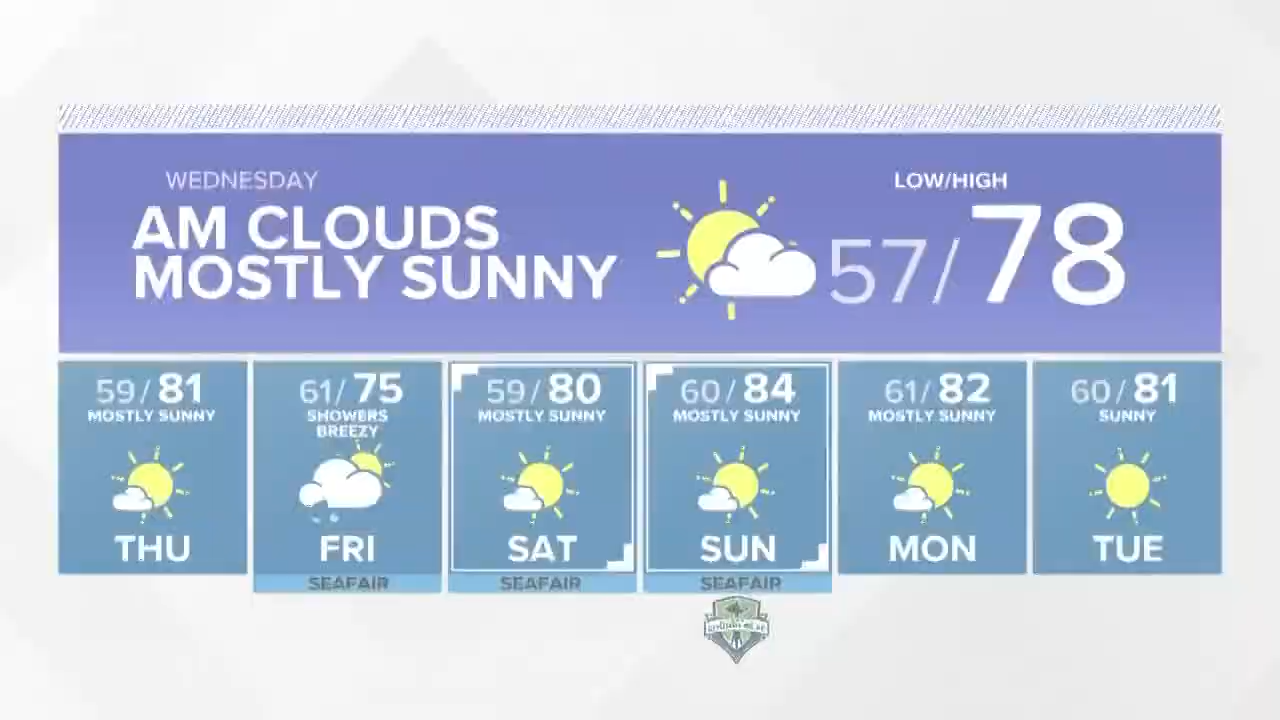 WEDNESDAY
AM CLOUDS
MOSTLY SUNNY
LOW/HIGH
57/78
59/81
MOSTLY SUNNY
THU
61/75
SHOWERS
BREEZY
FRI
SEAFAIR
59/80
MOSTLY SUNNY
SAT
SEAFAIR
60/84
MOSTLY SUNNY
SUN
SEAFAIR
61/82
MOSTLY SUNNY
MON
60/81
SUNNY
TUE